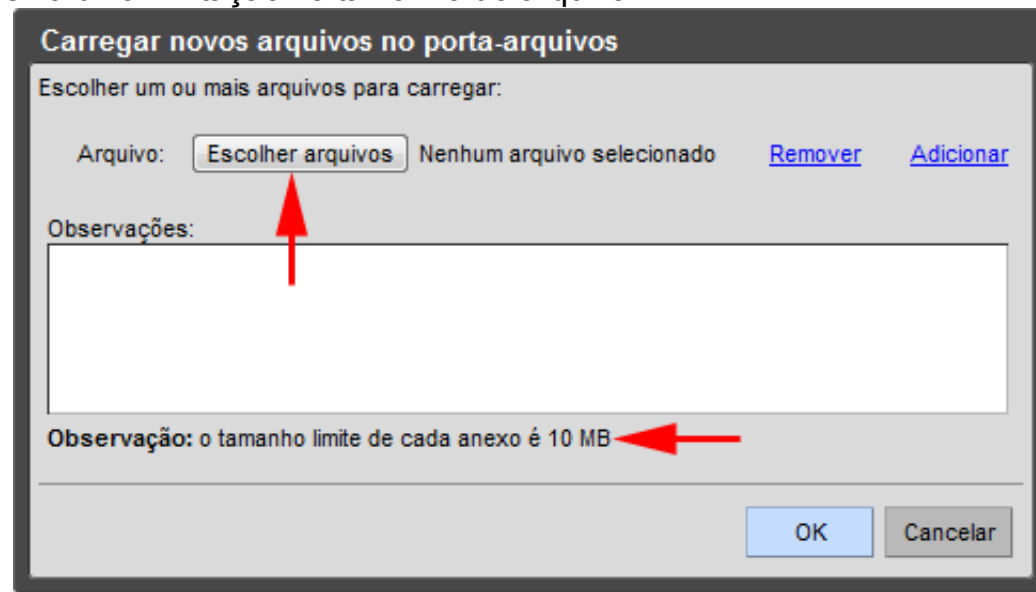 Carregar novos arquivos no porta-arquivos
Escolher um ou mais arquivos para carregar:
Arquivo: Escolher arquivos Nenhum arquivo selecionado Remover Adicionar
Observações:
Observação: o tamanho limite de cada anexo é 10 MB
OK Cancelar